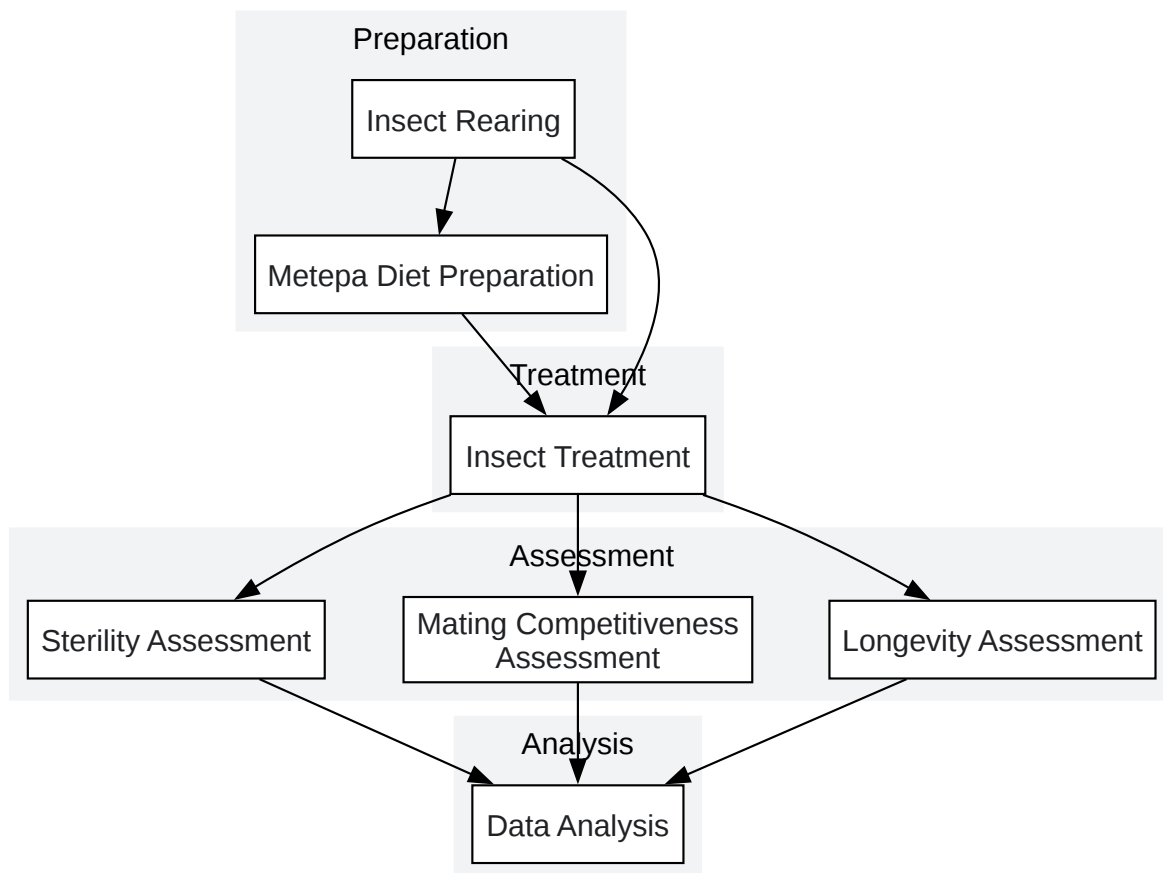 Preparation
Insect Rearing
Metepa Diet Preparation
Treatment
Insect Treatment
Assessment
Sterility Assessment
Mating Competitiveness
Assessment
Longevity Assessment
Analysis
Data Analysis